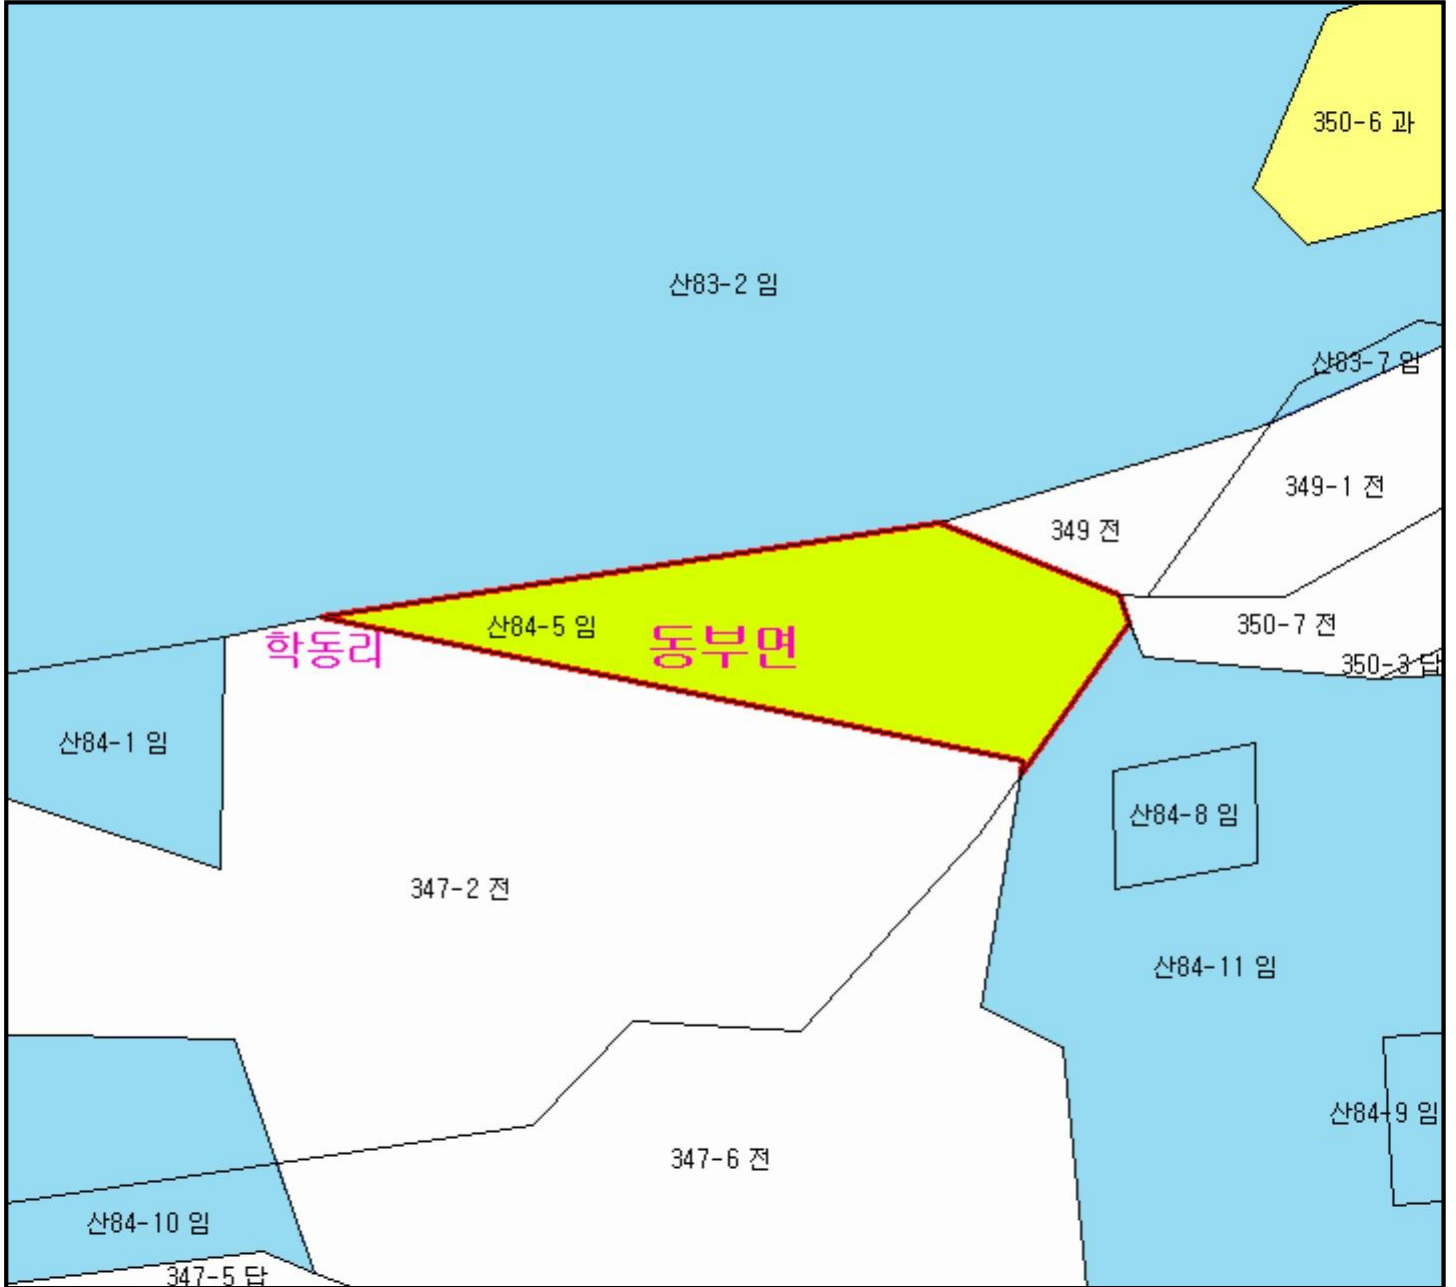 350-6 과
산83-2 임
산83-7 임
349-1 전
349 전
350-7 전
산84-5 임
동부면
학동리
350-3 답
산84-1 임
산84-8 임
347-2 전
산84-11 임
산84-9 임
347-6 전
산84-10 임
347-5 답